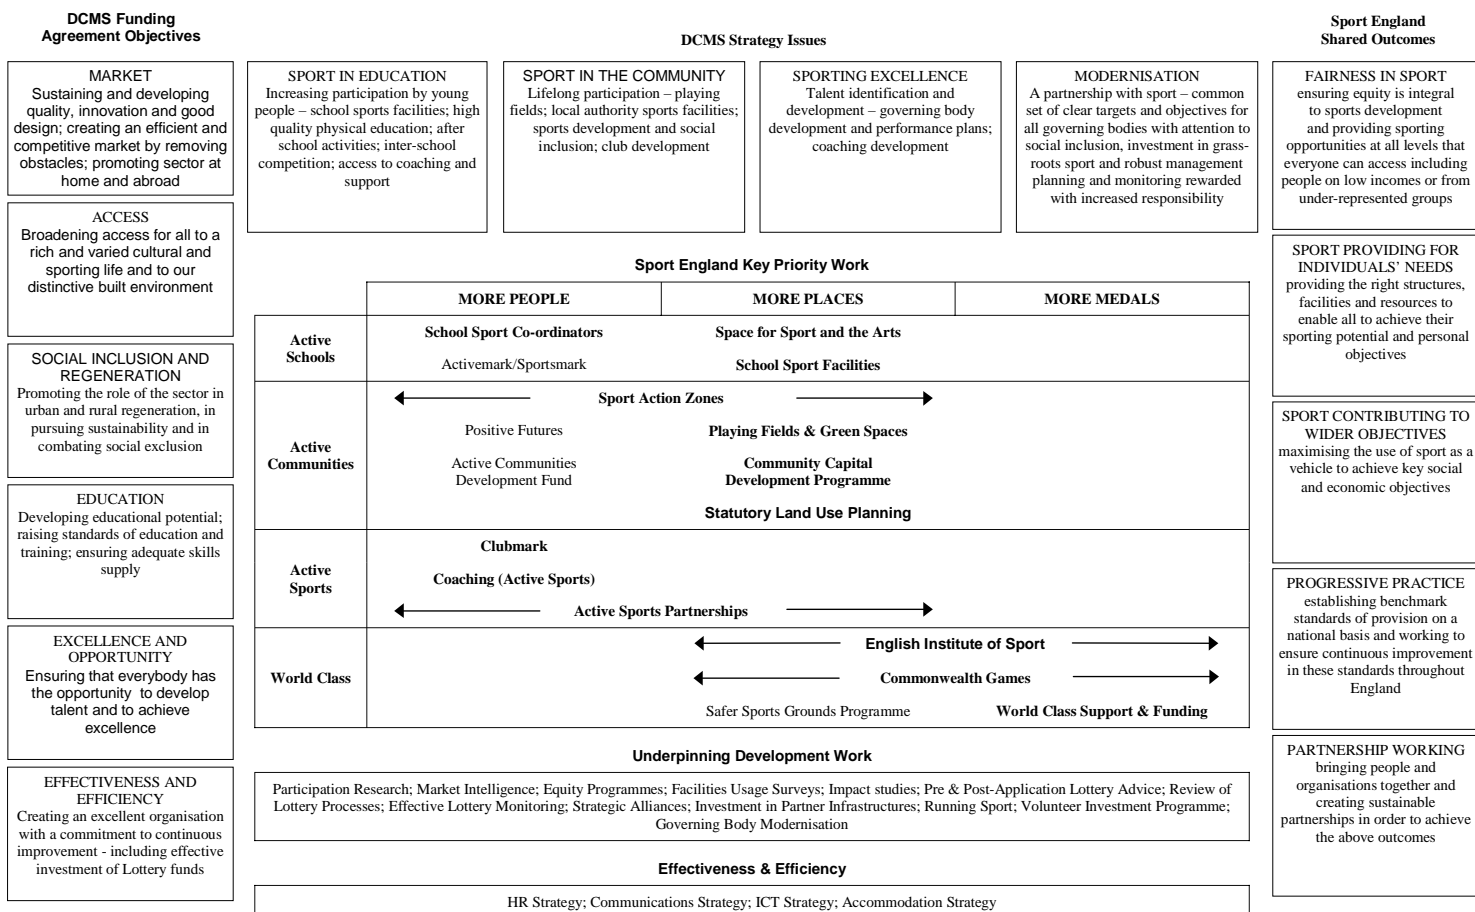 DCMS Funding
Agreement Objectives
MARKET
Sustaining and developing
quality, innovation and good
design; creating an efficient and
competitive market by removing
obstacles; promoting sector at
home and abroad
ACCESS
Broadening access for all to a
rich and varied cultural and
sporting life and to our
distinctive built environment
SOCIAL INCLUSION AND
REGENERATION
Promoting the role of the sector in
urban and rural regeneration, in
pursuing sustainability and in
combating social exclusion
EDUCATION
Developing educational potential;
raising standards of education and
training; ensuring adequate skills
supply
EXCELLENCE AND
OPPORTUNITY
Ensuring that everybody has
the opportunity to develop
talent and to achieve
excellence
EFFECTIVENESS AND
EFFICIENCY
Creating an excellent organisation
with a commitment to continuous
improvement - including effective
investment of Lottery funds
DCMS Strategy Issues
SPORT IN EDUCATION
Increasing participation by young
people – school sports facilities; high
quality physical education; after
school activities; inter-school
competition; access to coaching and
support
SPORT IN THE COMMUNITY
Lifelong participation – playing
fields; local authority sports facilities;
sports development and social
inclusion; club development
SPORTING EXCELLENCE
Talent identification and
development – governing body
development and performance plans;
coaching development
MODERNISATION
A partnership with sport – common
set of clear targets and objectives for
all governing bodies with attention to
social inclusion, investment in grass-
roots sport and robust management
planning and monitoring rewarded
with increased responsibility
Sport England Key Priority Work
MORE PEOPLE
MORE PLACES
MORE MEDALS
Active
Schools
School Sport Co-ordinators
Space for Sport and the Arts
Activemark/Sportsmark
School Sport Facilities
Active
Communities
Sport Action Zones
Positive Futures
Playing Fields & Green Spaces
Active Communities
Development Fund
Community Capital
Development Programme
Statutory Land Use Planning
Active
Sports
Clubmark
Coaching (Active Sports)
Active Sports Partnerships
World Class
English Institute of Sport
Commonwealth Games
Safer Sports Grounds Programme
World Class Support & Funding
Underpinning Development Work
Participation Research; Market Intelligence; Equity Programmes; Facilities Usage Surveys; Impact studies; Pre & Post-Application Lottery Advice; Review of
Lottery Processes; Effective Lottery Monitoring; Strategic Alliances; Investment in Partner Infrastructures; Running Sport; Volunteer Investment Programme;
Governing Body Modernisation
Effectiveness & Efficiency
HR Strategy; Communications Strategy; ICT Strategy; Accommodation Strategy
Sport England
Shared Outcomes
FAIRNESS IN SPORT
ensuring equity is integral
to sports development
and providing sporting
opportunities at all levels that
everyone can access including
people on low incomes or from
under-represented groups
SPORT PROVIDING FOR
INDIVIDUALS' NEEDS
providing the right structures,
facilities and resources to
enable all to achieve their
sporting potential and personal
objectives
SPORT CONTRIBUTING TO
WIDER OBJECTIVES
maximising the use of sport as a
vehicle to achieve key social
and economic objectives
PROGRESSIVE PRACTICE
establishing benchmark
standards of provision on a
national basis and working to
ensure continuous improvement
in these standards throughout
England
PARTNERSHIP WORKING
bringing people and
organisations together and
creating sustainable
partnerships in order to achieve
the above outcomes